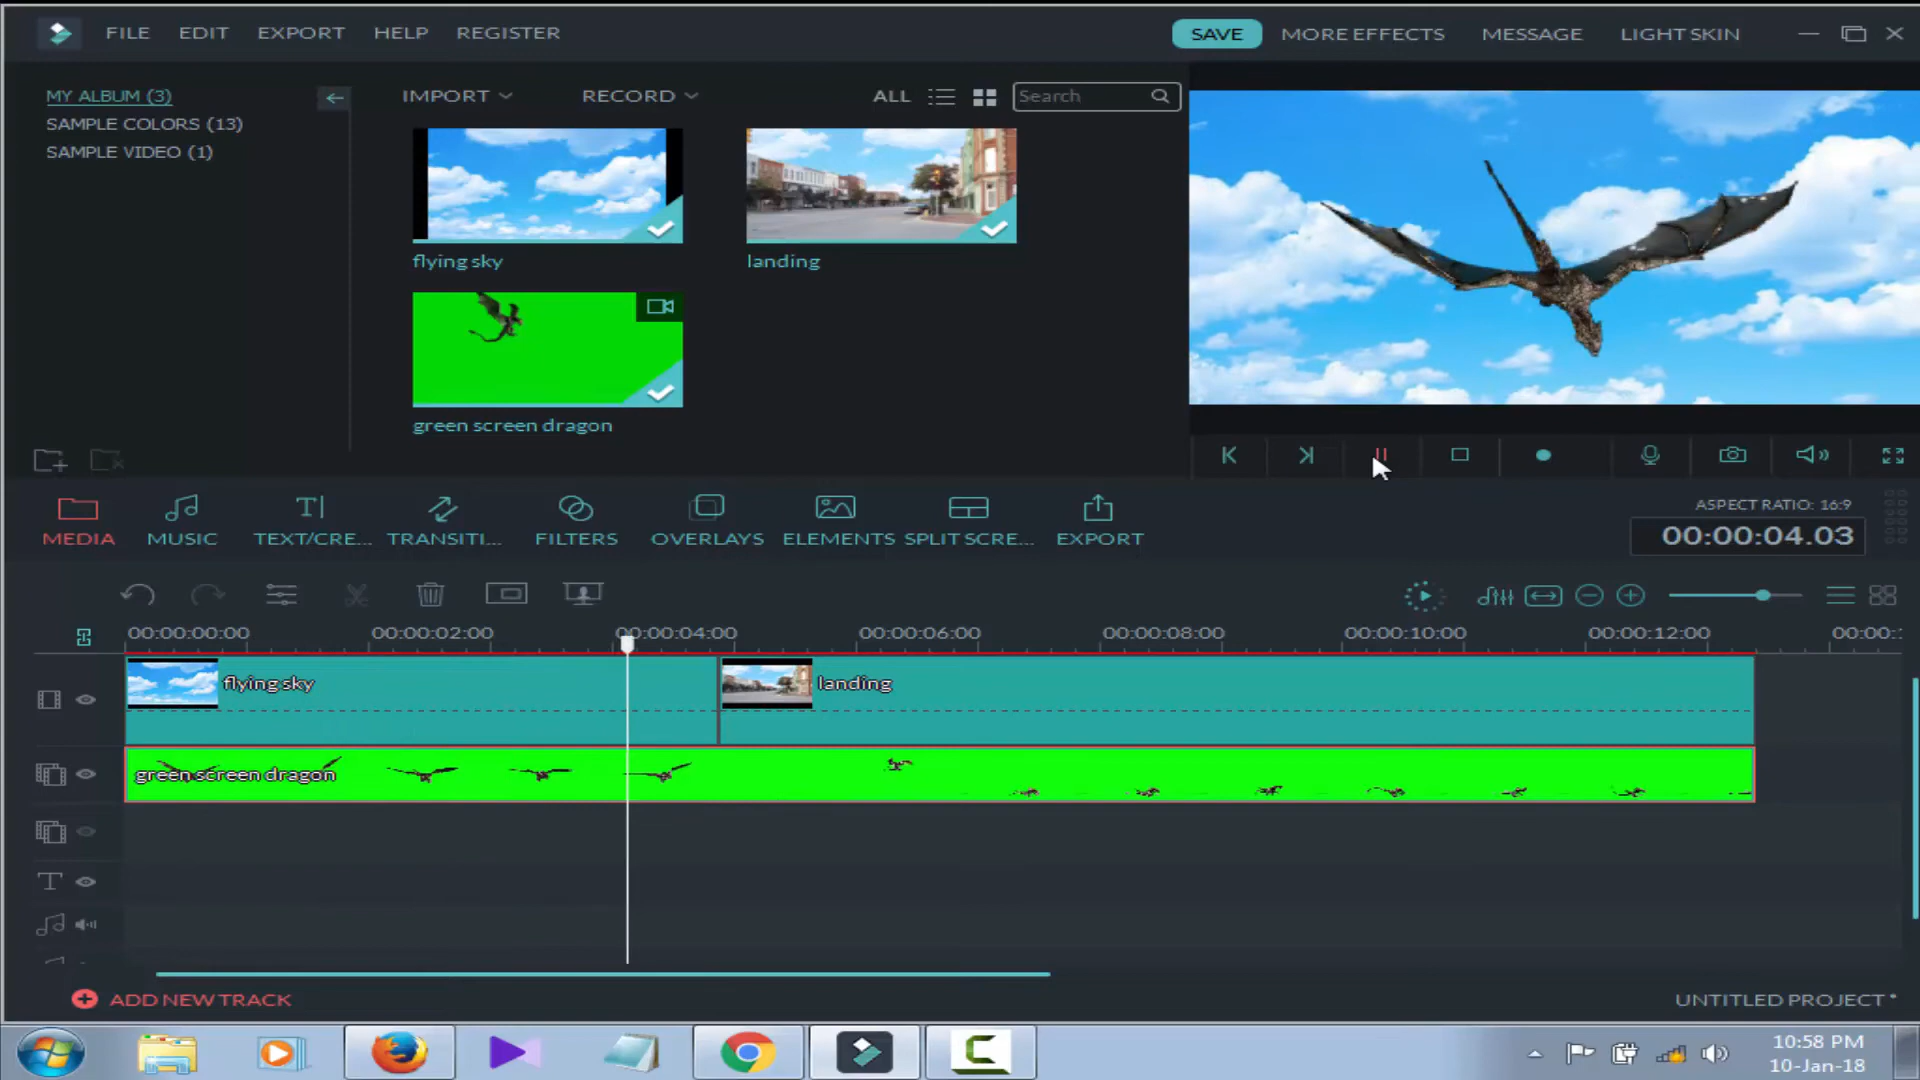 FILE EDIT EXPORT HELP REGISTER SAVE MORE EFFECTS MESSAGE LIGHT SKIN
MY ALBUM (3)
SAMPLE COLORS (13)
SAMPLE VIDEO (1)
IMPORT RECORD ALL Search
flying sky landing
green screen dragon
MEDIA MUSIC TEXT/CRE... TRANSITI... FILTERS OVERLAYS ELEMENTS SPLIT SCRE... EXPORT
ASPECT RATIO: 16:9
00:00:04.03
00:00:00:00 00:00:02:00 00:00:04:00 00:00:06:00 00:00:08:00 00:00:10:00 00:00:12:00 00:00:
flying sky landing
green screen dragon
ADD NEW TRACK UNTITLED PROJECT *
10:58 PM
10-Jan-18